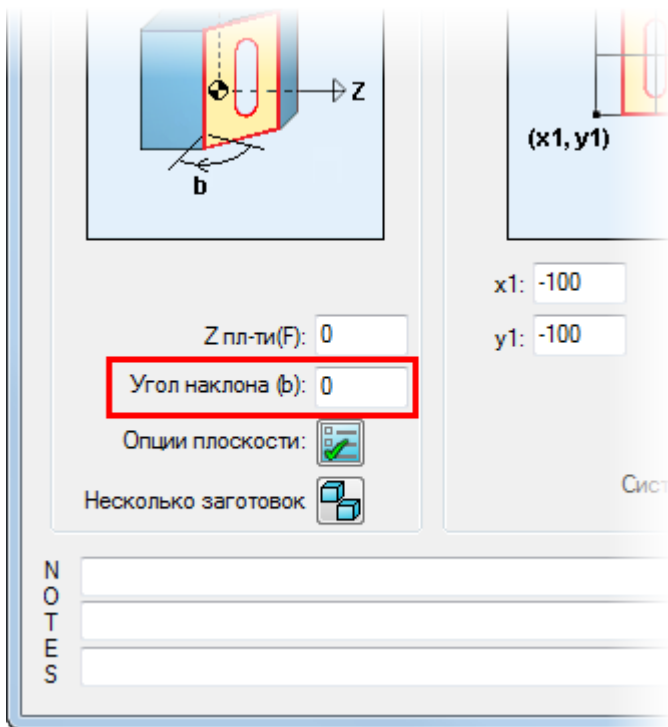 Z
b
(x1, y1)
x1: -100
Z пл-ти(F): 0
y1: -100
Угол наклона (b): 0
Опции плоскости:
Сист
Несколько заготовок
N
O
T
E
S